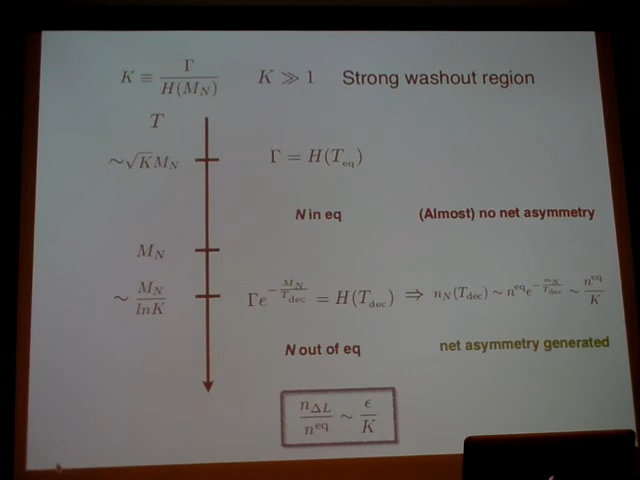 K ≡ Γ / H(M_N)    K ≫ 1    Strong washout region
T
∼√K M_N    Γ = H(T_eq)
N in eq    (Almost) no net asymmetry
M_N
∼ M_N / lnK    Γe^{−M_N/T_dec} = H(T_dec) ⇒ n_N(T_dec) ∼ n^eq e^{−m_N/T_dec} ∼ n^eq / K
N out of eq    net asymmetry generated
n_ΔL / n^eq ∼ ϵ / K